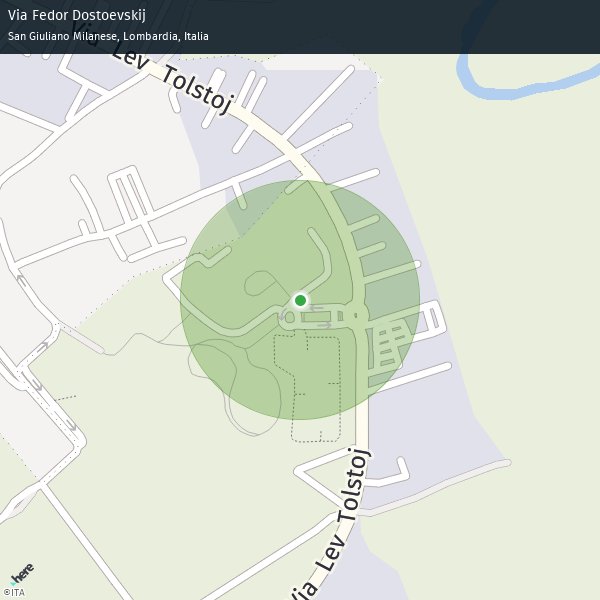 Via Fedor Dostoevskij
San Giuliano Milanese, Lombardia, Italia
Via Lev Tolstoj
Via Lev Tolstoj
here
©ITA